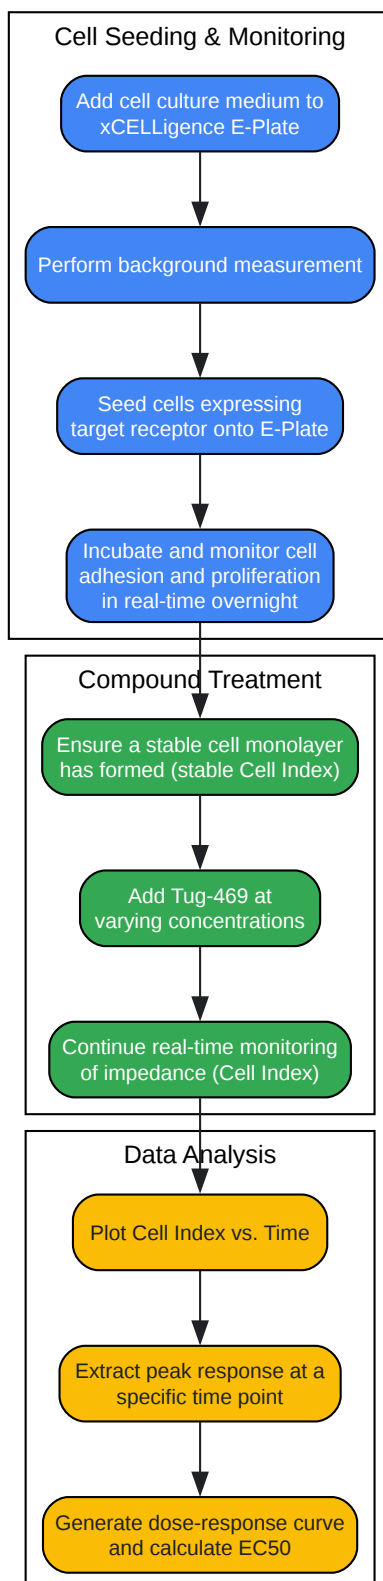 Cell Seeding & Monitoring
Add cell culture medium to
xCELLigence E-Plate
Perform background measurement
Seed cells expressing
target receptor onto E-Plate
Incubate and monitor cell
adhesion and proliferation
in real-time overnight
Compound Treatment
Ensure a stable cell monolayer
has formed (stable Cell Index)
Add Tug-469 at
varying concentrations
Continue real-time monitoring
of impedance (Cell Index)
Data Analysis
Plot Cell Index vs. Time
Extract peak response at a
specific time point
Generate dose-response curve
and calculate EC50